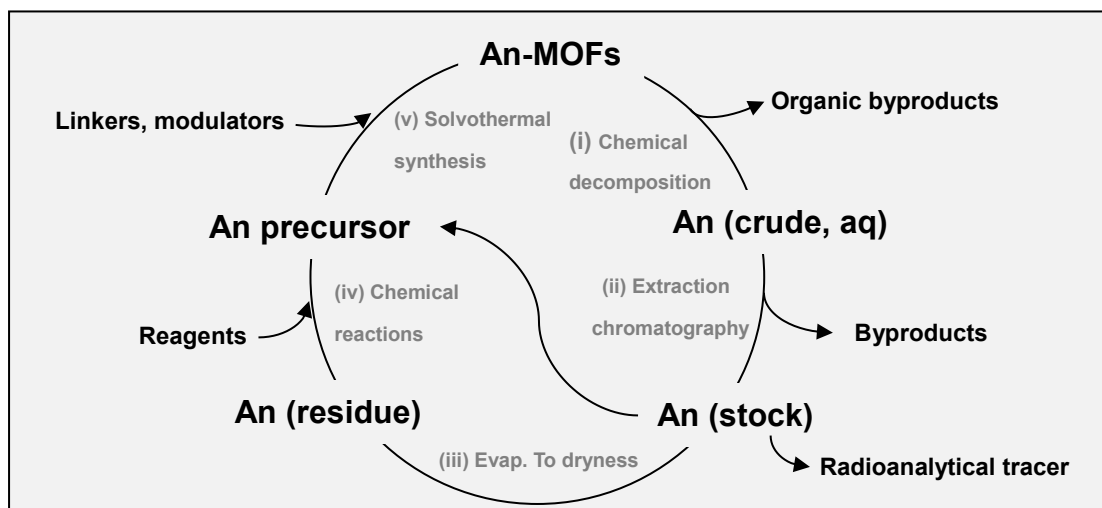 An-MOFs
Organic byproducts
Linkers, modulators
(v) Solvothermal
synthesis
(i) Chemical
decomposition
An precursor
An (crude, aq)
(iv) Chemical
reactions
(ii) Extraction
chromatography
Reagents
Byproducts
An (residue)
An (stock)
(iii) Evap. To dryness
Radioanalytical tracer